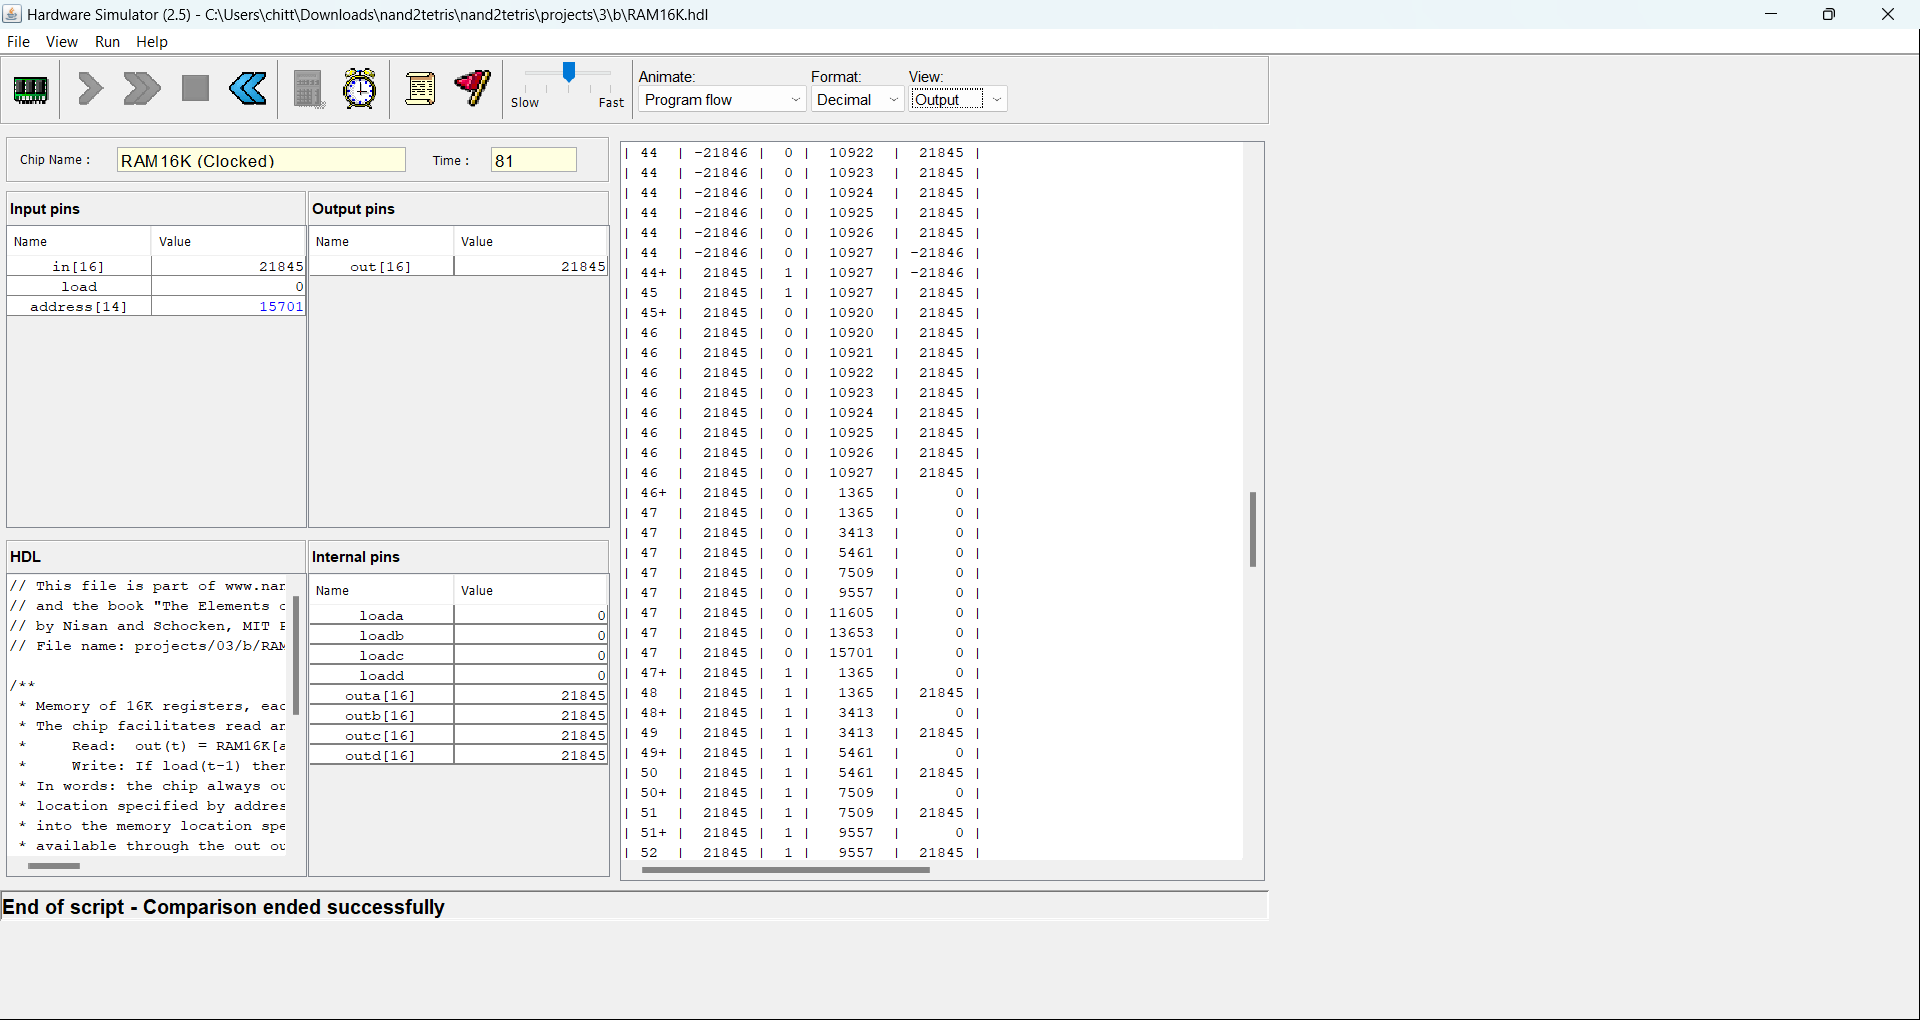 Hardware Simulator (2.5) - C:\Users\chitt\Downloads\nand2tetris\nand2tetris\projects\3\b\RAM16K.hdl
File View Run Help
Slow Fast
Animate: Format: View:
Program flow Decimal Output
Chip Name : RAM16K (Clocked) Time : 81
Input pins
Name Value
in[16] 21845
load 0
address[14] 15701
Output pins
Name Value
out[16] 21845
HDL
// This file is part of www.nan
// and the book "The Elements o
// by Nisan and Schocken, MIT P
// File name: projects/03/b/RAM
/**
* Memory of 16K registers, eac
* The chip facilitates read an
* Read: out(t) = RAM16K[a
* Write: If load(t-1) then
* In words: the chip always ou
* location specified by addres
* into the memory location spe
* available through the out ou
Internal pins
Name Value
loada 0
loadb 0
loadc 0
loadd 0
outa[16] 21845
outb[16] 21845
outc[16] 21845
outd[16] 21845
| 44 | -21846 | 0 | 10922 | 21845 |
| 44 | -21846 | 0 | 10923 | 21845 |
| 44 | -21846 | 0 | 10924 | 21845 |
| 44 | -21846 | 0 | 10925 | 21845 |
| 44 | -21846 | 0 | 10926 | 21845 |
| 44 | -21846 | 0 | 10927 | -21846 |
| 44+ | 21845 | 1 | 10927 | -21846 |
| 45 | 21845 | 1 | 10927 | 21845 |
| 45+ | 21845 | 0 | 10920 | 21845 |
| 46 | 21845 | 0 | 10920 | 21845 |
| 46 | 21845 | 0 | 10921 | 21845 |
| 46 | 21845 | 0 | 10922 | 21845 |
| 46 | 21845 | 0 | 10923 | 21845 |
| 46 | 21845 | 0 | 10924 | 21845 |
| 46 | 21845 | 0 | 10925 | 21845 |
| 46 | 21845 | 0 | 10926 | 21845 |
| 46 | 21845 | 0 | 10927 | 21845 |
| 46+ | 21845 | 0 | 1365 | 0 |
| 47 | 21845 | 0 | 1365 | 0 |
| 47 | 21845 | 0 | 3413 | 0 |
| 47 | 21845 | 0 | 5461 | 0 |
| 47 | 21845 | 0 | 7509 | 0 |
| 47 | 21845 | 0 | 9557 | 0 |
| 47 | 21845 | 0 | 11605 | 0 |
| 47 | 21845 | 0 | 13653 | 0 |
| 47 | 21845 | 0 | 15701 | 0 |
| 47+ | 21845 | 1 | 1365 | 0 |
| 48 | 21845 | 1 | 1365 | 21845 |
| 48+ | 21845 | 1 | 3413 | 0 |
| 49 | 21845 | 1 | 3413 | 21845 |
| 49+ | 21845 | 1 | 5461 | 0 |
| 50 | 21845 | 1 | 5461 | 21845 |
| 50+ | 21845 | 1 | 7509 | 0 |
| 51 | 21845 | 1 | 7509 | 21845 |
| 51+ | 21845 | 1 | 9557 | 0 |
| 52 | 21845 | 1 | 9557 | 21845 |
End of script - Comparison ended successfully